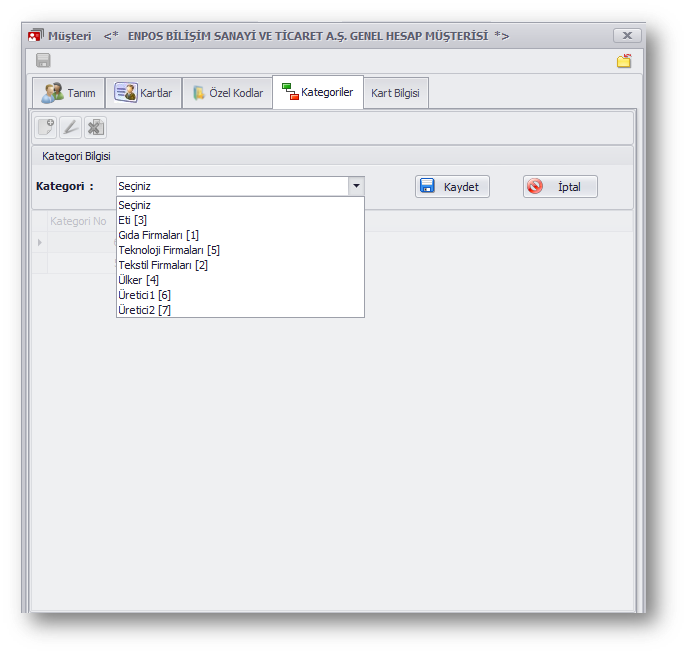 Müşteri <* ENPOS BİLİŞİM SANAYİ VE TİCARET A.Ş. GENEL HESAP MÜŞTERİSİ *>
Tanım Kartlar Özel Kodlar Kategoriler Kart Bilgisi
Kategori Bilgisi
Kategori : Seçiniz Kaydet İptal
Seçiniz
Kategori No
Eti [3]
Gıda Firmaları [1]
Teknoloji Firmaları [5]
Tekstil Firmaları [2]
Ülker [4]
Üretici1 [6]
Üretici2 [7]